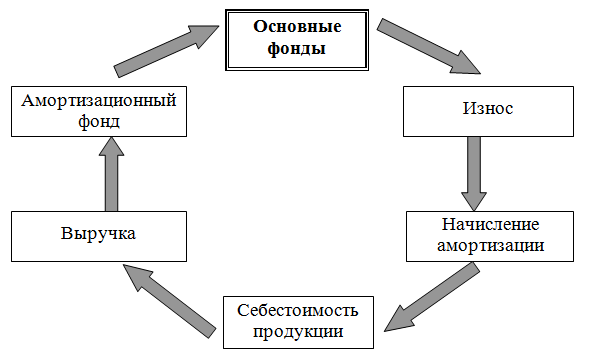 Основные
фонды
Амортизационный
фонд
Износ
Выручка
Начисление
амортизации
Себестоимость
продукции